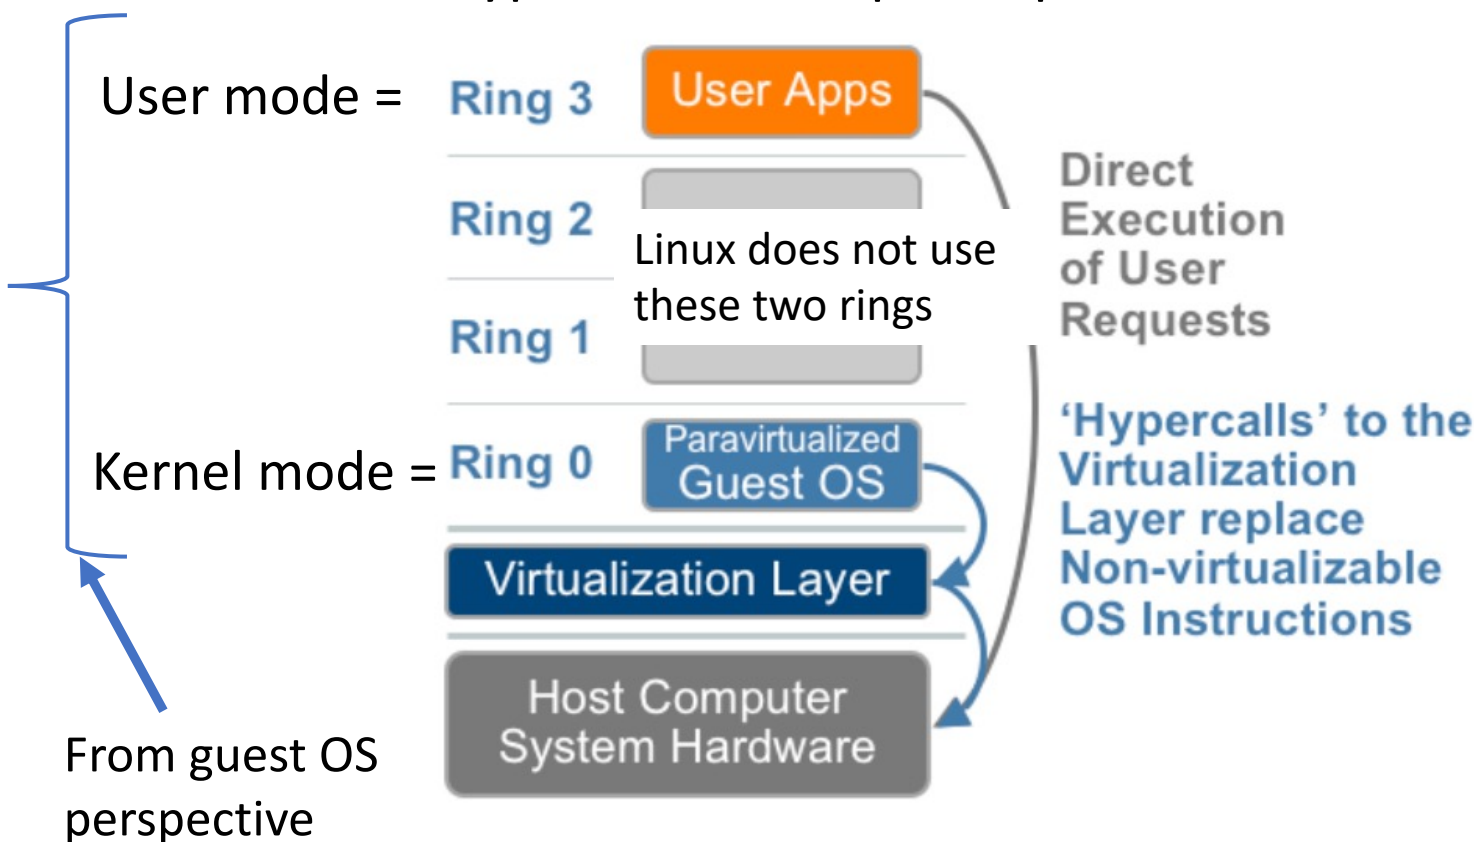 User mode =
Ring 3
User Apps
Ring 2
Linux does not use
these two rings
Ring 1
Kernel mode =
Ring 0
Paravirtualized
Guest OS
Virtualization Layer
Host Computer
System Hardware
Direct
Execution
of User
Requests
‘Hypercalls’ to the
Virtualization
Layer replace
Non-virtualizable
OS Instructions
From guest OS
perspective